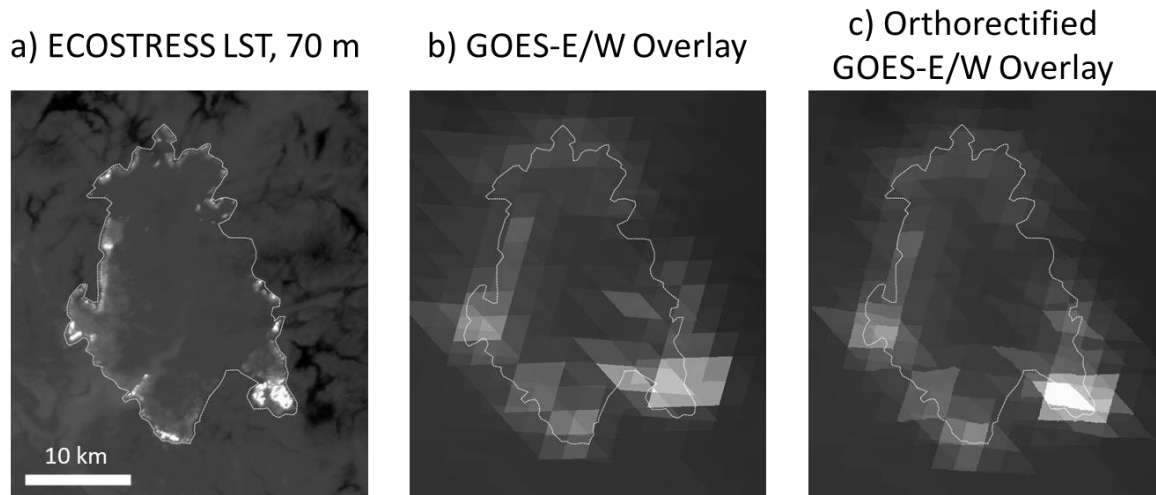 a) ECOSTRESS LST, 70 m
b) GOES-E/W Overlay
c) Orthorectified
GOES-E/W Overlay
10 km